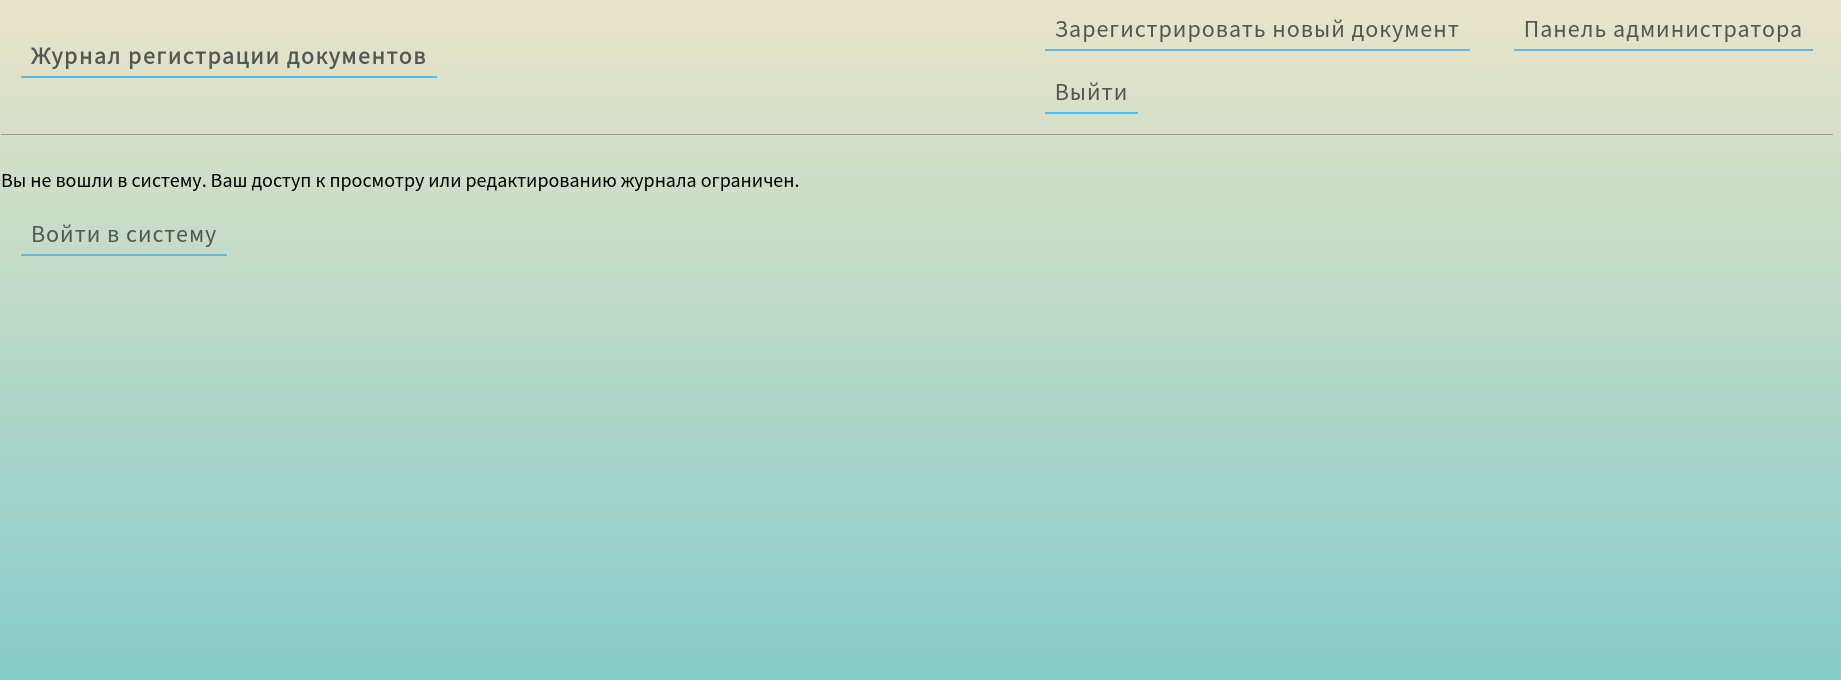 Журнал регистрации документов
Зарегистрировать новый документ Панель администратора
Выйти
Вы не вошли в систему. Ваш доступ к просмотру или редактированию журнала ограничен.
Войти в систему